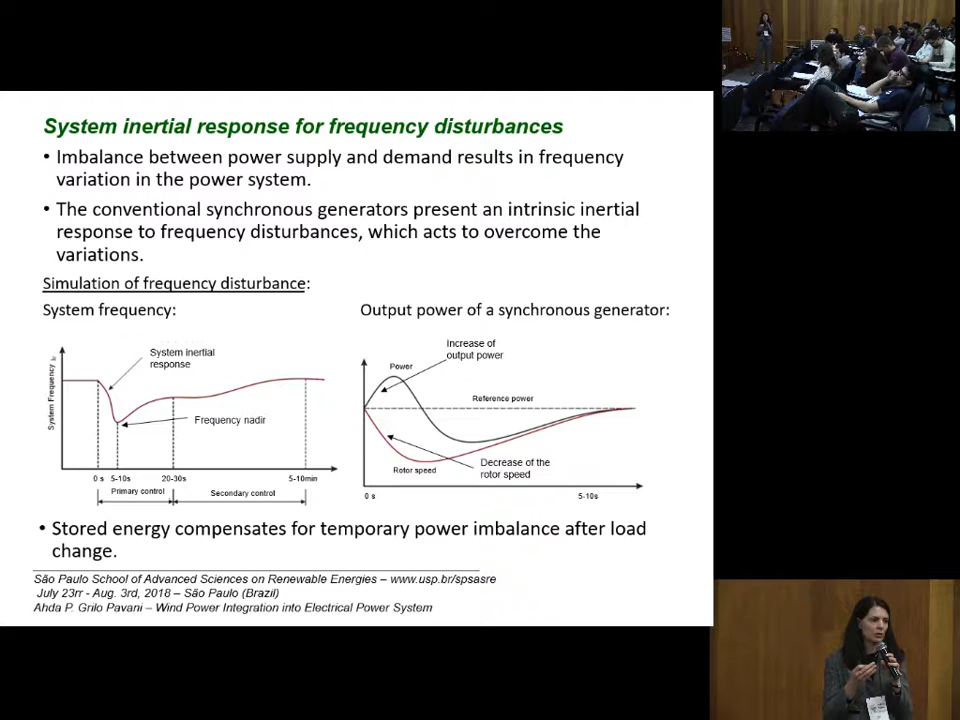 System inertial response for frequency disturbances
• Imbalance between power supply and demand results in frequency
variation in the power system.
• The conventional synchronous generators present an intrinsic inertial
response to frequency disturbances, which acts to overcome the
variations.
Simulation of frequency disturbance:
System frequency:
Output power of a synchronous generator:
System Frequency
System inertial
response
Frequency nadir
0 s
5-10s
20-30s
5-10min
Primary control
Secondary control
Increase of
output power
Power
Reference power
Decrease of the
rotor speed
Rotor speed
0 s
5-10s
• Stored energy compensates for temporary power imbalance after load
change.
São Paulo School of Advanced Sciences on Renewable Energies – www.usp.br/spsasre
July 23rr - Aug. 3rd, 2018 – São Paulo (Brazil)
Ahda P. Grilo Pavani – Wind Power Integration into Electrical Power System